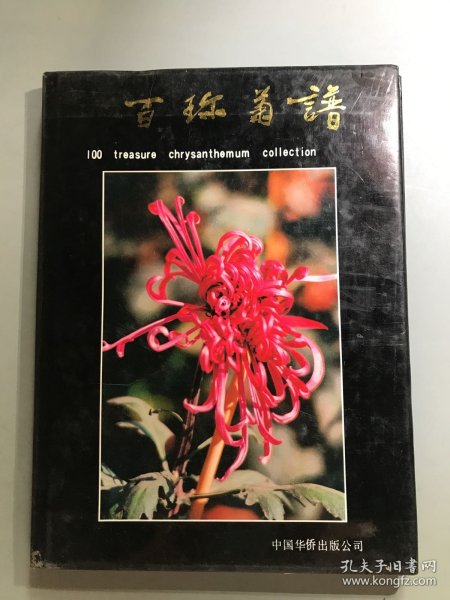 百珍菊譜
100 treasure chrysanthemum collection
中国华侨出版公司
孔夫子旧书网
www.kongfz.com